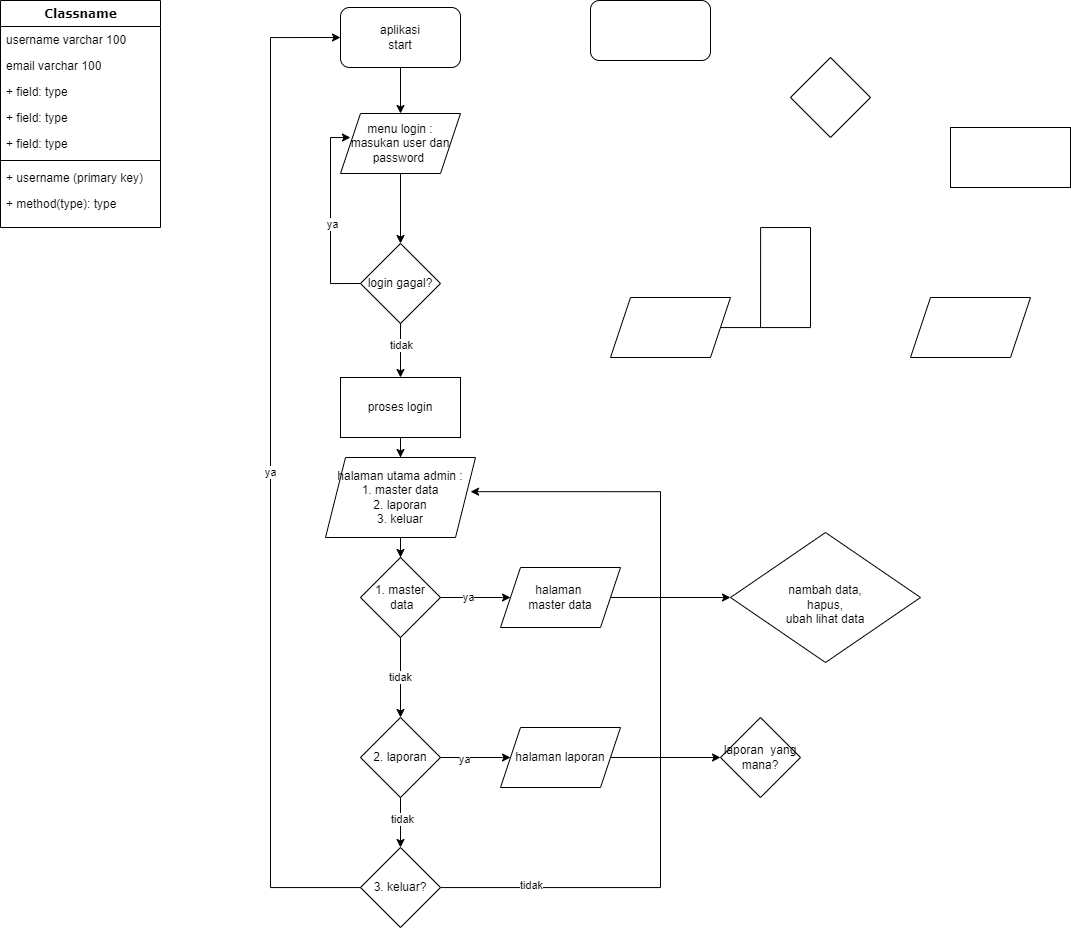 Classname
username varchar 100
email varchar 100
+ field: type
+ field: type
+ field: type
+ username (primary key)
+ method(type): type
aplikasi
start
menu login :
masukan user dan
password
ya
login gagal?
tidak
proses login
ya
halaman utama admin :
1. master data
2. laporan
3. keluar
1. master
data
ya
halaman
master data
nambah data,
hapus,
ubah lihat data
tidak
2. laporan
ya
halaman laporan
laporan yang
mana?
tidak
3. keluar?
tidak